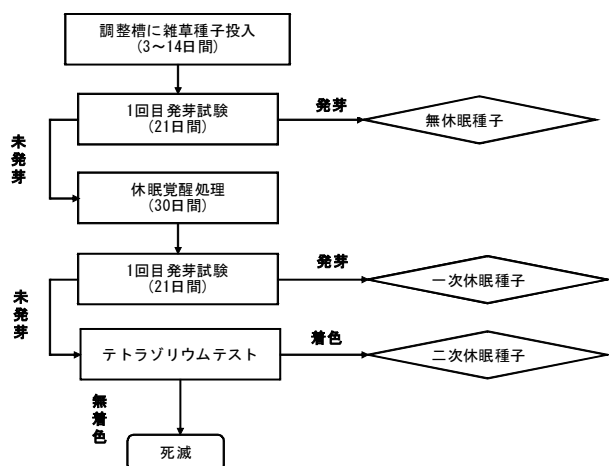 調整槽に雑草種子投入
(3～14日間)
1回目発芽試験
(21日間)
発芽
無休眠種子
未発芽
休眠覚醒処理
(30日間)
1回目発芽試験
(21日間)
発芽
一次休眠種子
未発芽
テトラゾリウムテスト
着色
二次休眠種子
無着色
死滅